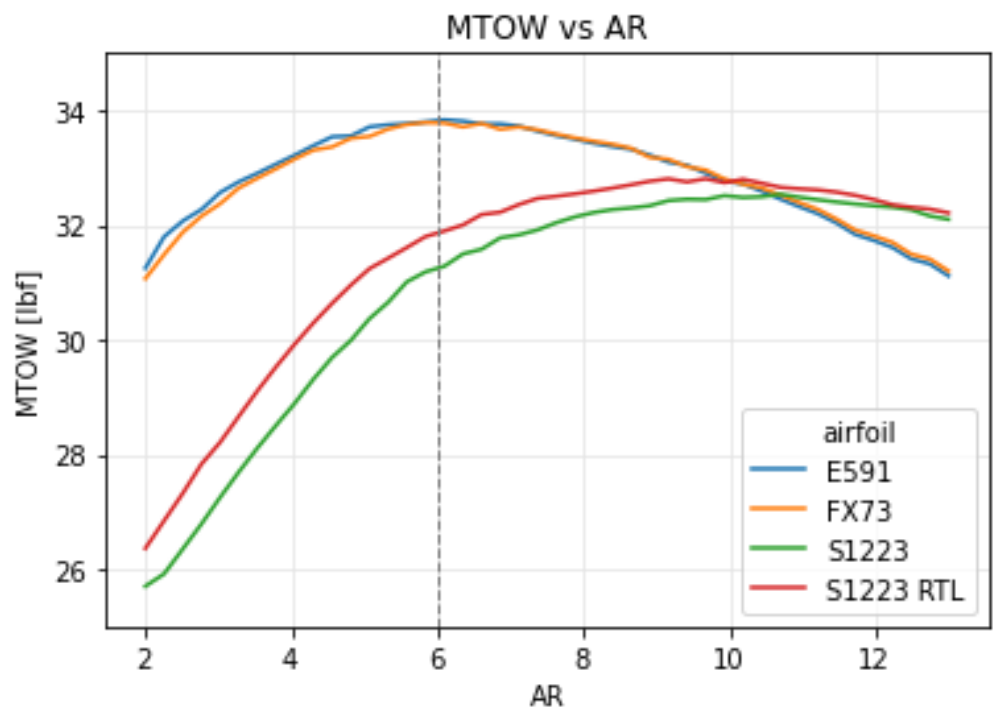 MTOW vs AR
MTOW [lbf]
34
32
30
28
26
2 4 6 8 10 12
AR
airfoil
E591
FX73
S1223
S1223 RTL